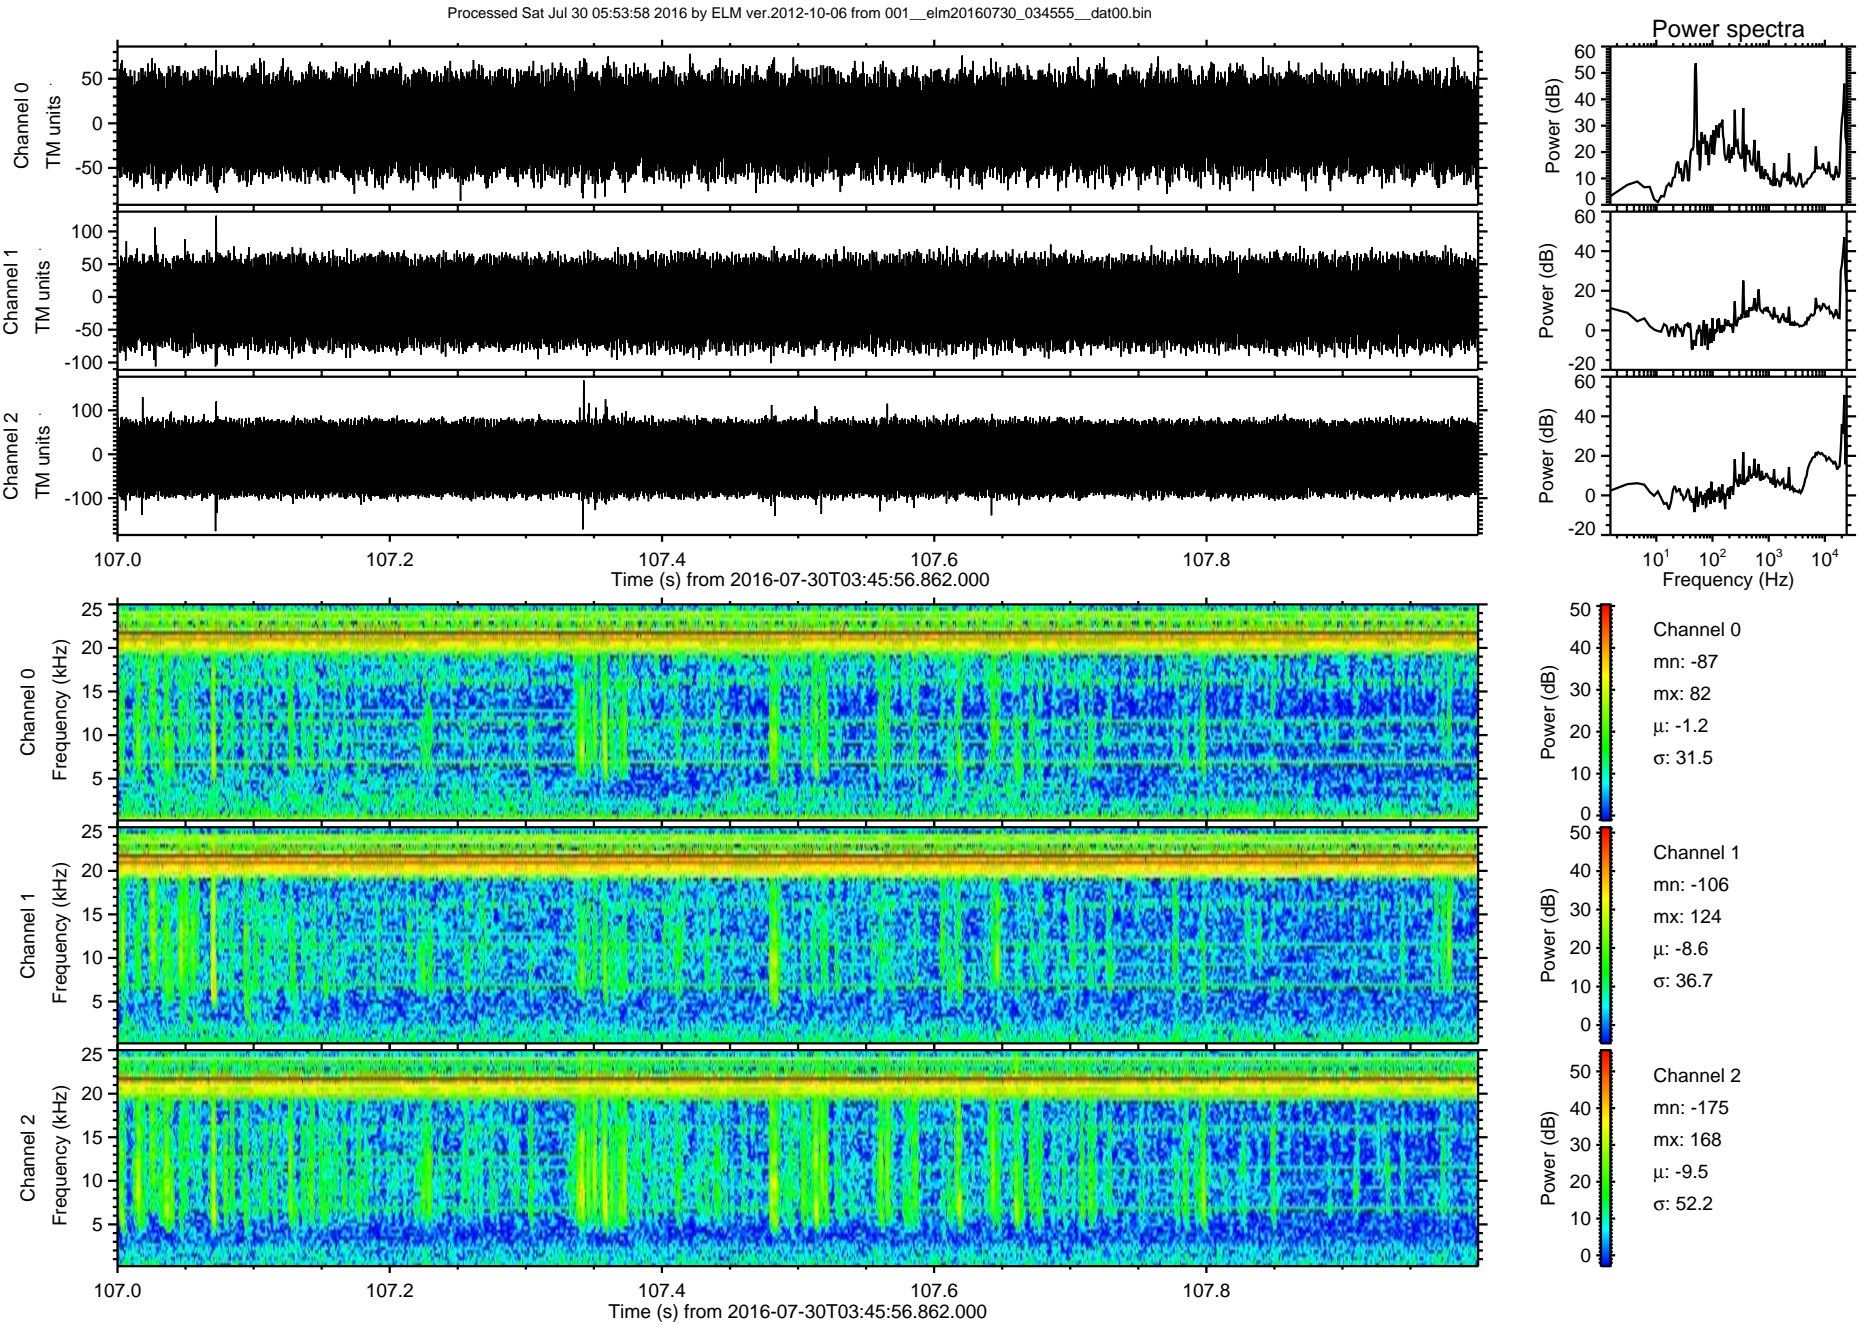 Processed Sat Jul 30 05:53:58 2016 by ELM ver.2012-10-06 from 001__elm20160730_034555__dat00.bin
Power spectra
Channel 0
TM units
50
0
-50
Power (dB)
60
50
40
30
20
10
0
Channel 1
TM units
100
50
0
-50
-100
Power (dB)
60
40
20
0
-20
Channel 2
TM units
100
0
-100
Power (dB)
60
40
20
0
-20
107.0 107.2 107.4 107.6 107.8
Time (s) from 2016-07-30T03:45:56.862.000
10¹ 10² 10³ 10⁴
Frequency (Hz)
Channel 0
Frequency (kHz)
25
20
15
10
5
Power (dB)
50
40
30
20
10
0
Channel 0
mn: -87
mx: 82
μ: -1.2
σ: 31.5
Channel 1
Frequency (kHz)
25
20
15
10
5
Power (dB)
50
40
30
20
10
0
Channel 1
mn: -106
mx: 124
μ: -8.6
σ: 36.7
Channel 2
Frequency (kHz)
25
20
15
10
5
Power (dB)
50
40
30
20
10
0
Channel 2
mn: -175
mx: 168
μ: -9.5
σ: 52.2
107.0 107.2 107.4 107.6 107.8
Time (s) from 2016-07-30T03:45:56.862.000